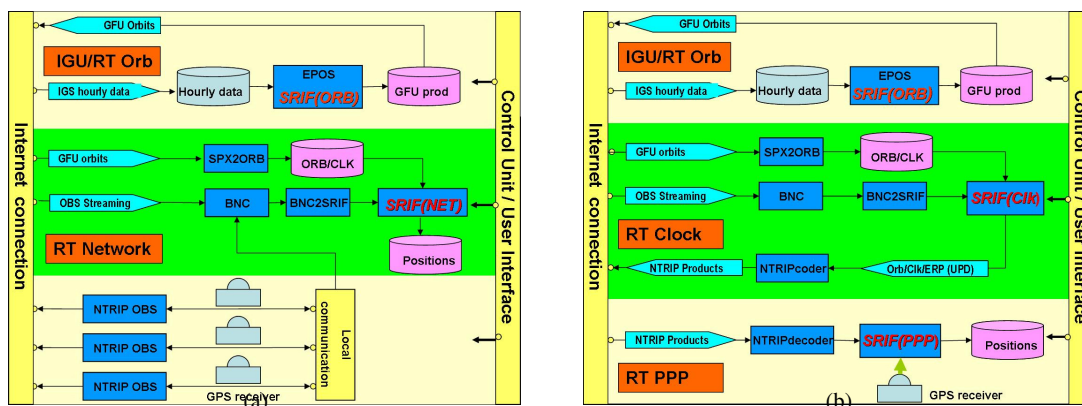 GFU Orbits
IGU/RT Orb
EPOS
SRIF(ORB)
IGS hourly data
Hourly data
GFU prod
Internet connection
Control Unit / User Interface
GFU orbits
SPX2ORB
ORB/CLK
OBS Streaming
BNC
BNC2SRIF
SRIF(NET)
RT Network
Positions
NTRIP OBS
NTRIP OBS
NTRIP OBS
Local
communication
GPS receiver
(a)
GFU Orbits
IGU/RT Orb
EPOS
SRIF(ORB)
IGS hourly data
Hourly data
GFU prod
Internet connection
Control Unit / User Interface
GFU orbits
SPX2ORB
ORB/CLK
OBS Streaming
BNC
BNC2SRIF
SRIF(Clk)
RT Clock
NTRIP Products
NTRIPcoder
Orb/Clk/ERP (UPD)
NTRIP Products
NTRIPdecoder
SRIF(PPP)
Positions
RT PPP
GPS receiver
(b)